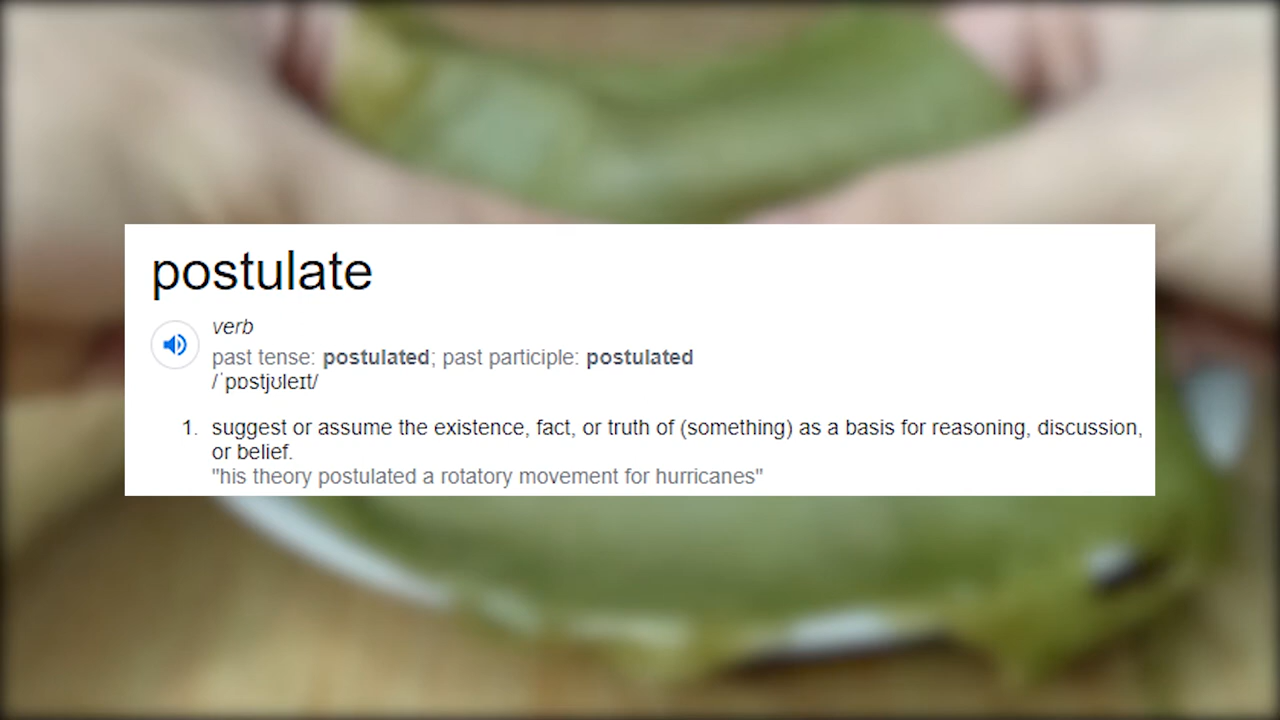 postulate
verb
past tense: postulated; past participle: postulated
/ˈpɒstjʊleɪt/
1. suggest or assume the existence, fact, or truth of (something) as a basis for reasoning, discussion,
or belief.
"his theory postulated a rotatory movement for hurricanes"